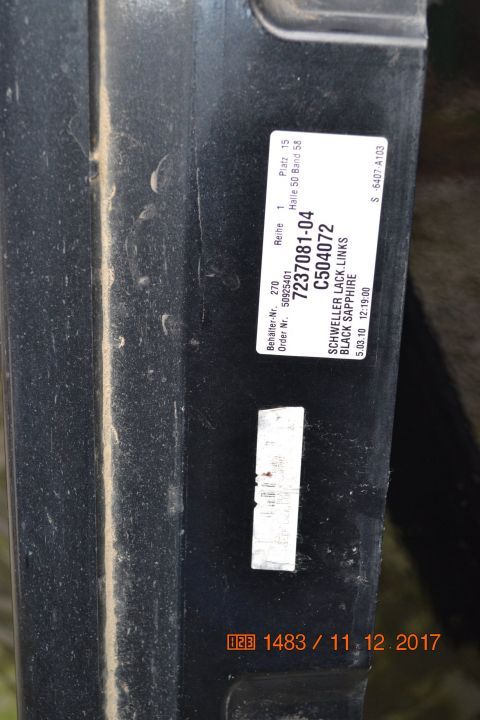 Behälter-Nr. 270 Reihe 1 Platz 15
Order Nr. 50925401 Halle 50 Band 58
7237081-04
C504072
SCHWELLER LACK.LINKS
BLACK SAPPHIRE
5.03.10 12:19:00 S -6407-A103
123 1483 / 11 12 2017